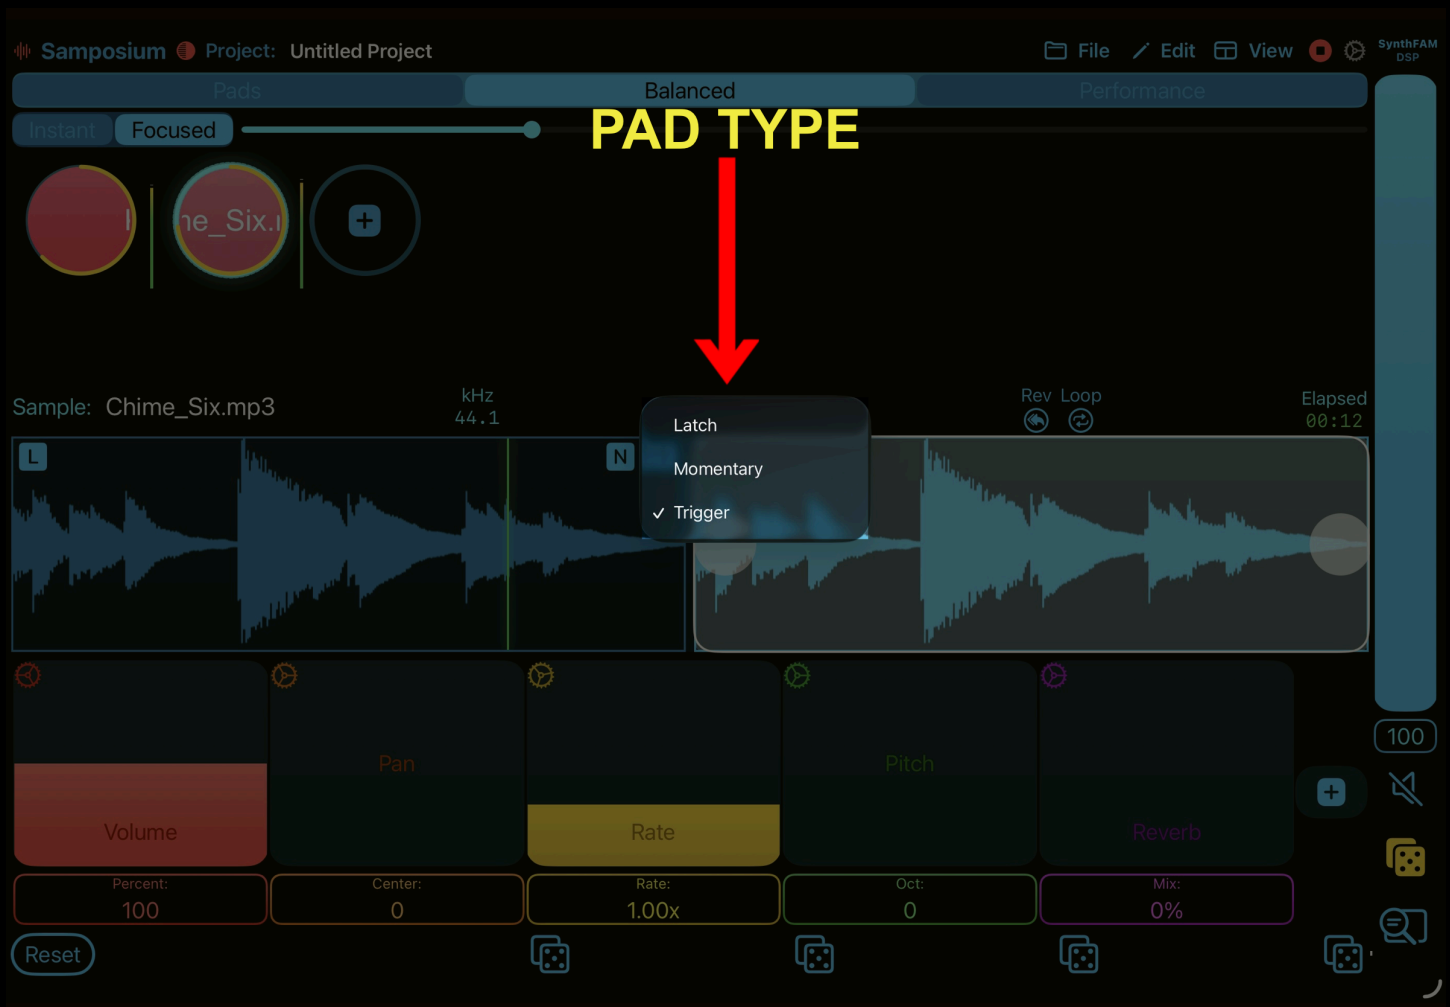 Samposium Project: Untitled Project File Edit View SynthFAM DSP
Pads Balanced Performance
Instant Focused
PAD TYPE
ne_Six.
Sample: Chime_Six.mp3
kHz
44.1
Latch
Momentary
✓ Trigger
Rev Loop
Elapsed
00:12
L N
Volume Pan Rate Pitch Reverb
100
Percent: Center: Rate: Oct: Mix:
100 0 1.00x 0 0%
Reset